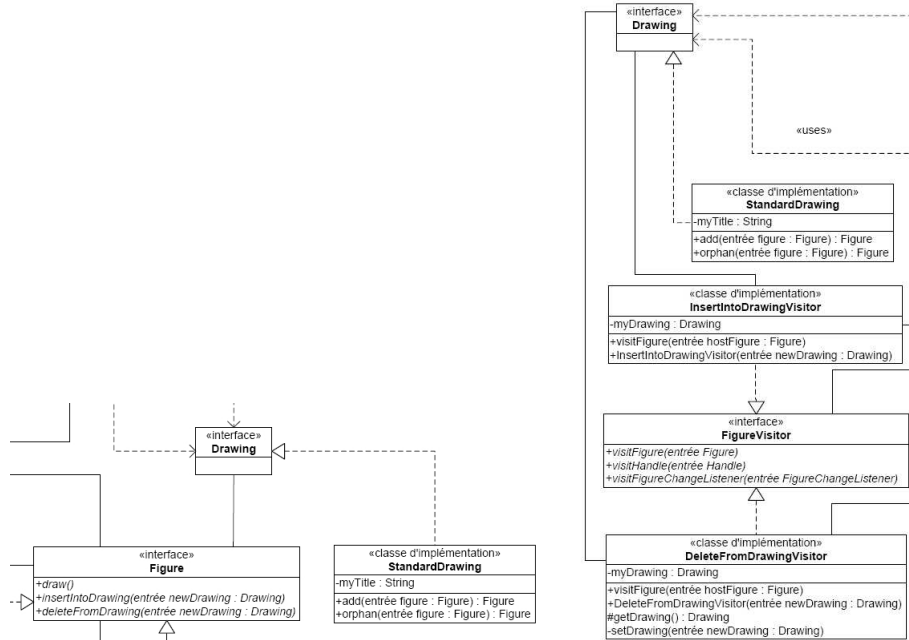 «interface»
Drawing
«interface»
Figure
+draw()
+insertIntoDrawing(entrée newDrawing : Drawing)
+deleteFromDrawing(entrée newDrawing : Drawing)
«classe d'implémentation»
StandardDrawing
-myTitle : String
+add(entrée figure : Figure) : Figure
+orphan(entrée figure : Figure) : Figure
«interface»
Drawing
«uses»
«classe d'implémentation»
StandardDrawing
-myTitle : String
+add(entrée figure : Figure) : Figure
+orphan(entrée figure : Figure) : Figure
«classe d'implémentation»
InsertIntoDrawingVisitor
-myDrawing : Drawing
+visitFigure(entrée hostFigure : Figure)
+InsertIntoDrawingVisitor(entrée newDrawing : Drawing)
«interface»
FigureVisitor
+visitFigure(entrée Figure)
+visitHandle(entrée Handle)
+visitFigureChangeListener(entrée FigureChangeListener)
«classe d'implémentation»
DeleteFromDrawingVisitor
-myDrawing : Drawing
+visitFigure(entrée hostFigure : Figure)
+DeleteFromDrawingVisitor(entrée newDrawing : Drawing)
#getDrawing() : Drawing
-setDrawing(entrée newDrawing : Drawing)